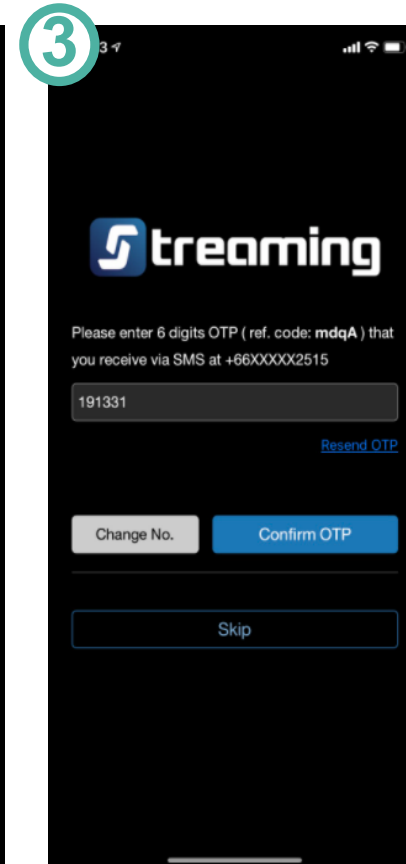 3
3
Streaming
Please enter 6 digits OTP ( ref. code: mdqA ) that
you receive via SMS at +66XXXXX2515
191331
Resend OTP
Change No.
Confirm OTP
Skip